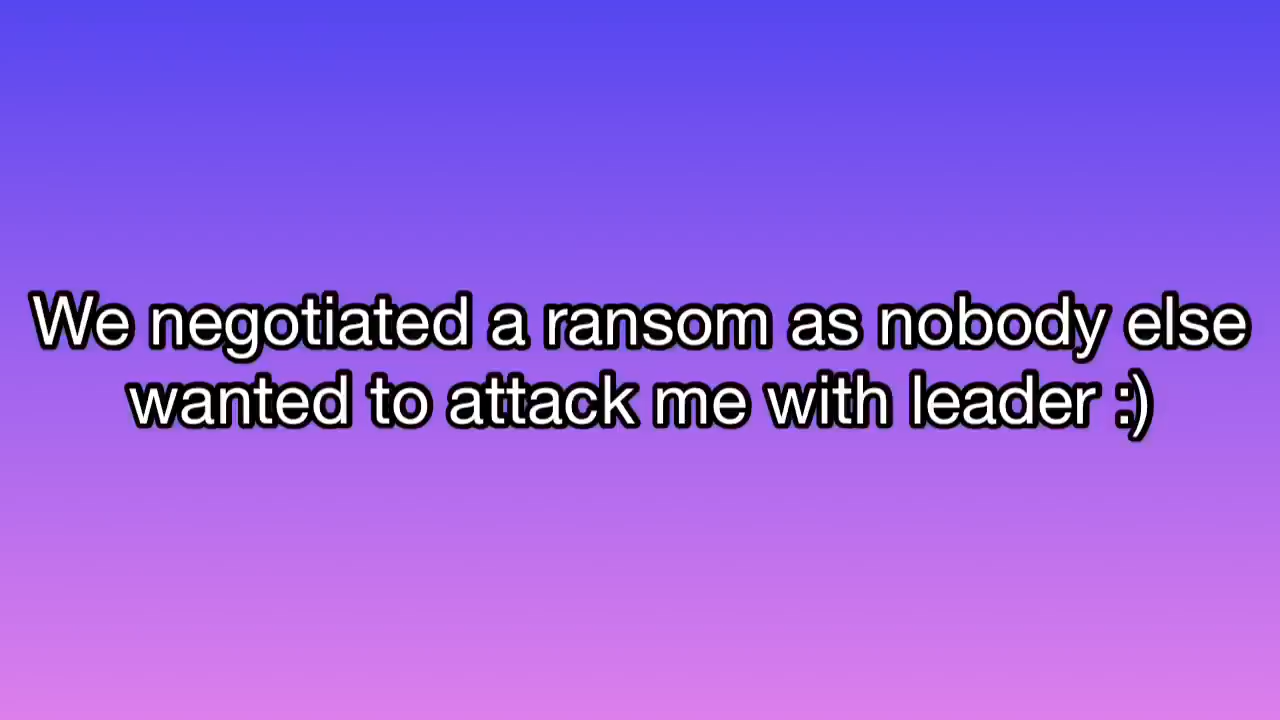 We negotiated a ransom as nobody else
wanted to attack me with leader :)